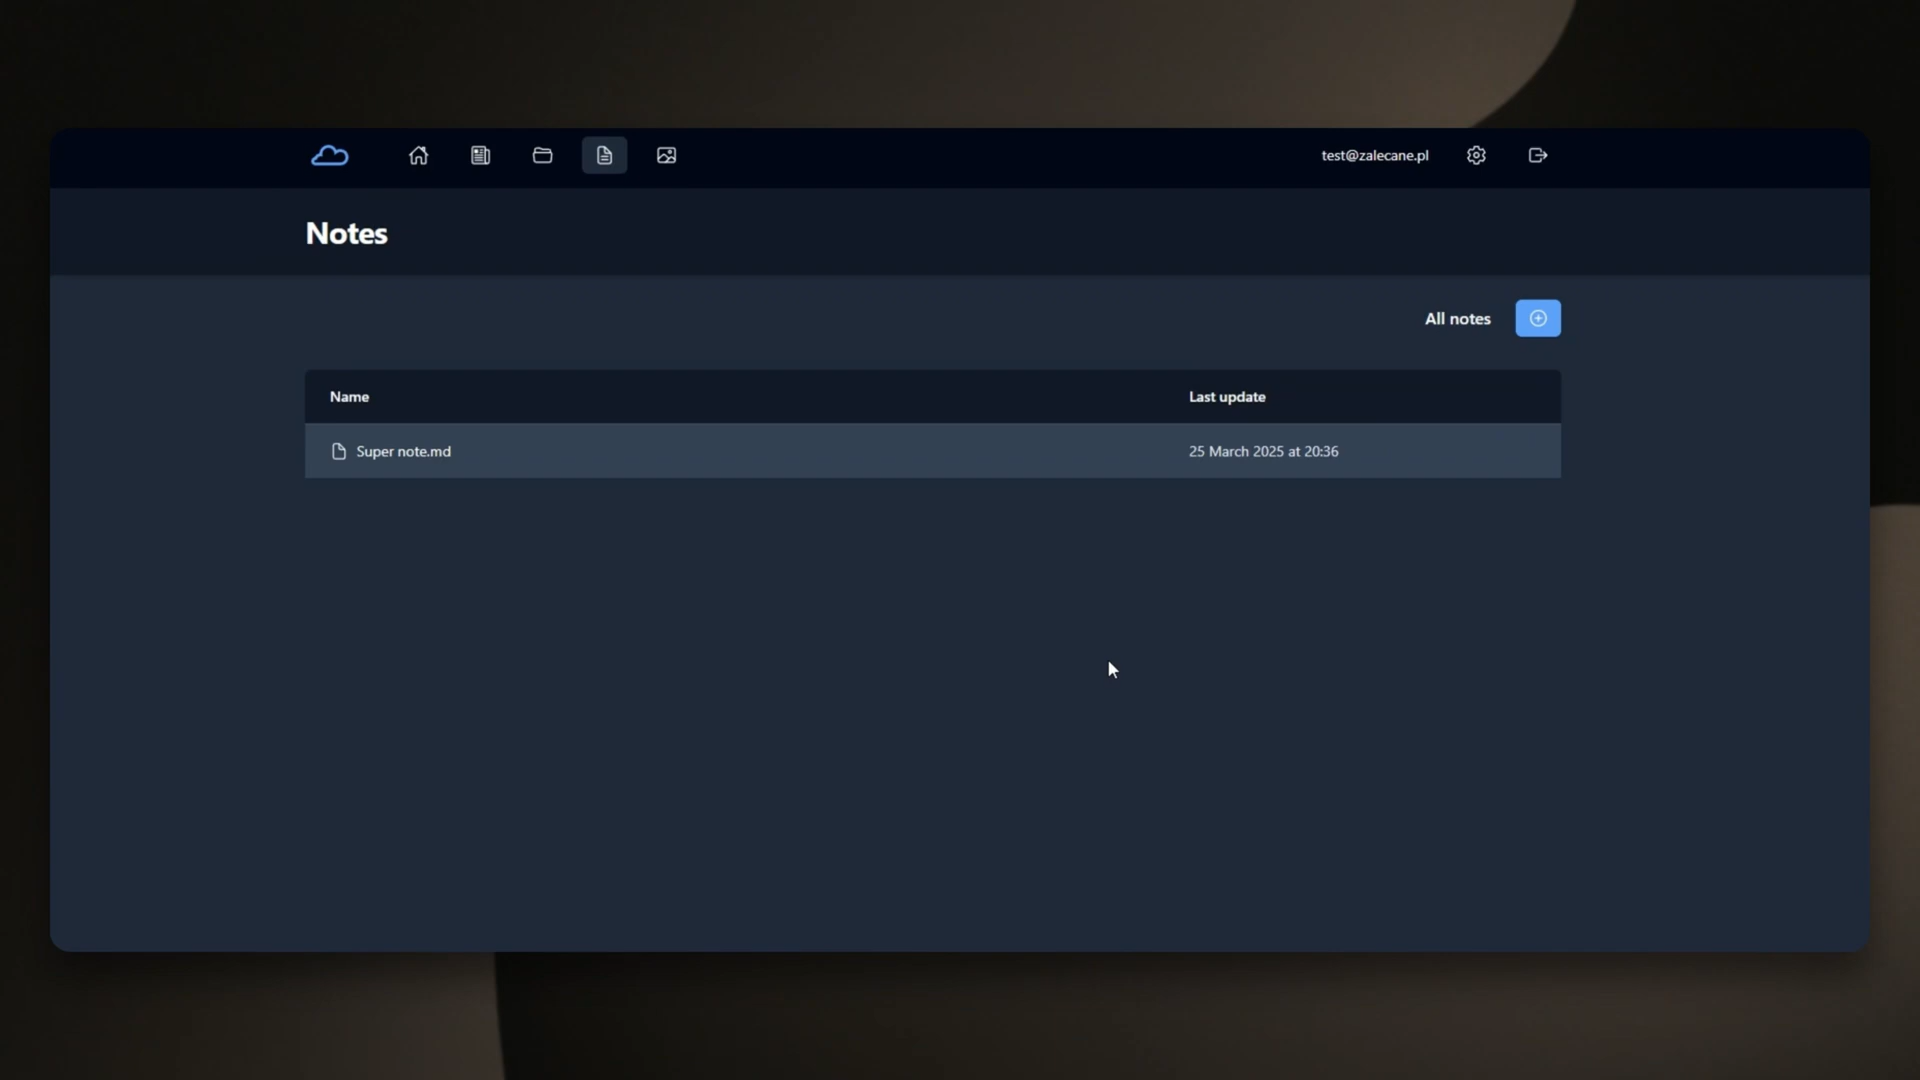 test@zalecane.pl
Notes
All notes
Name Last update
Super note.md 25 March 2025 at 20:36